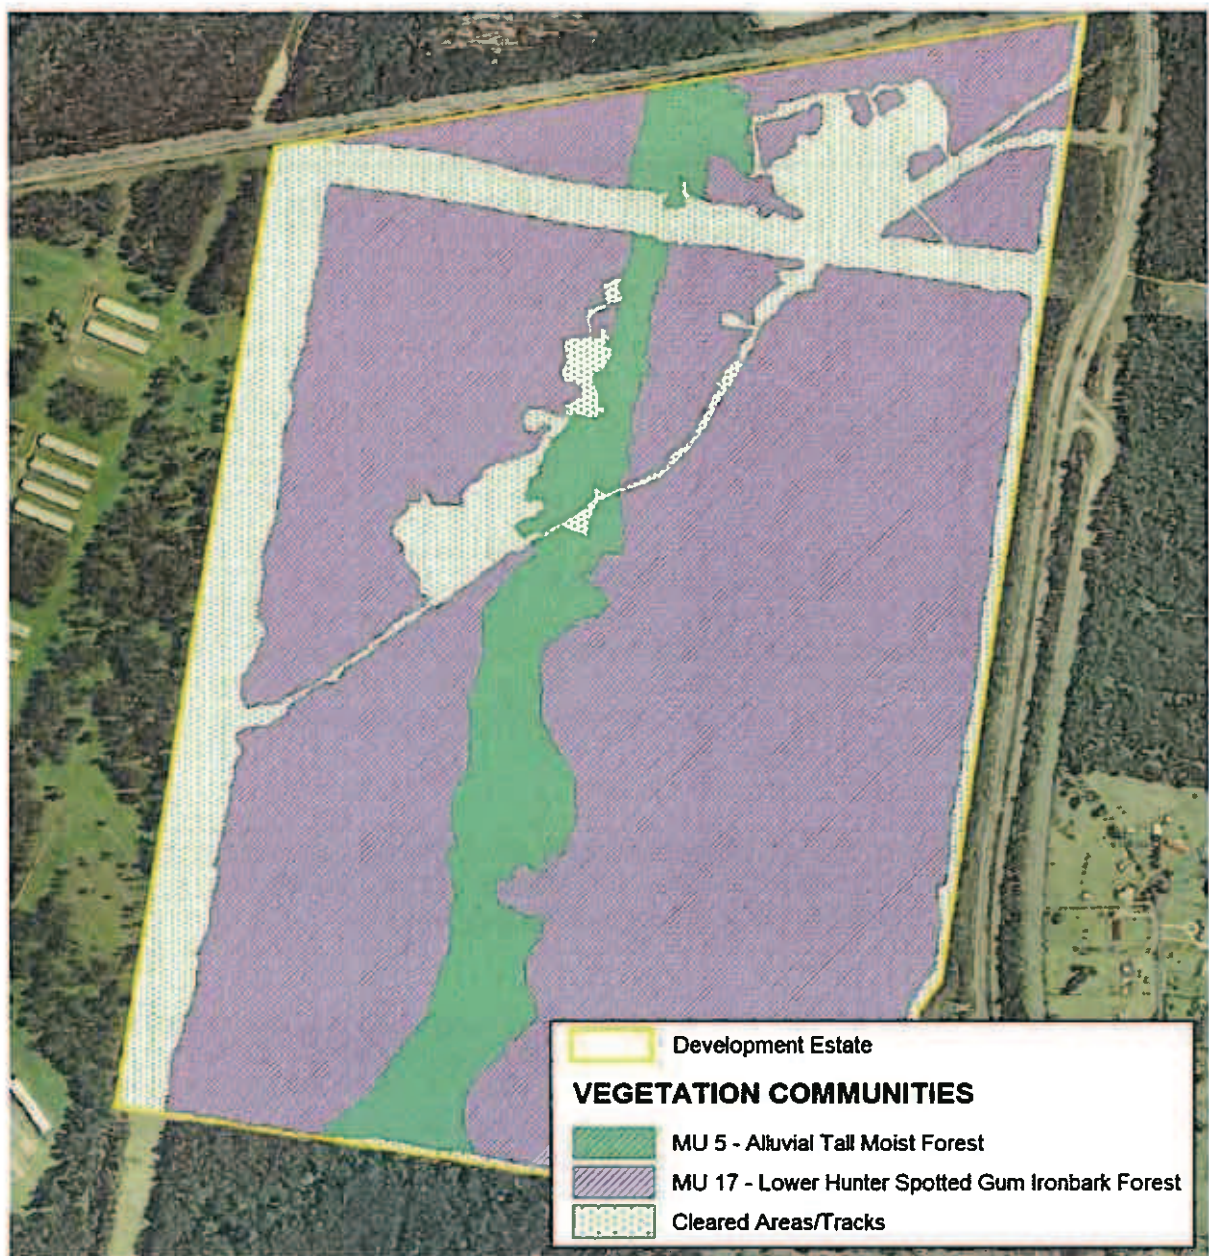 Development Estate
VEGETATION COMMUNITIES
MU 5 - Alluvial Tall Moist Forest
MU 17 - Lower Hunter Spotted Gum Ironbark Forest
Cleared Areas/Tracks